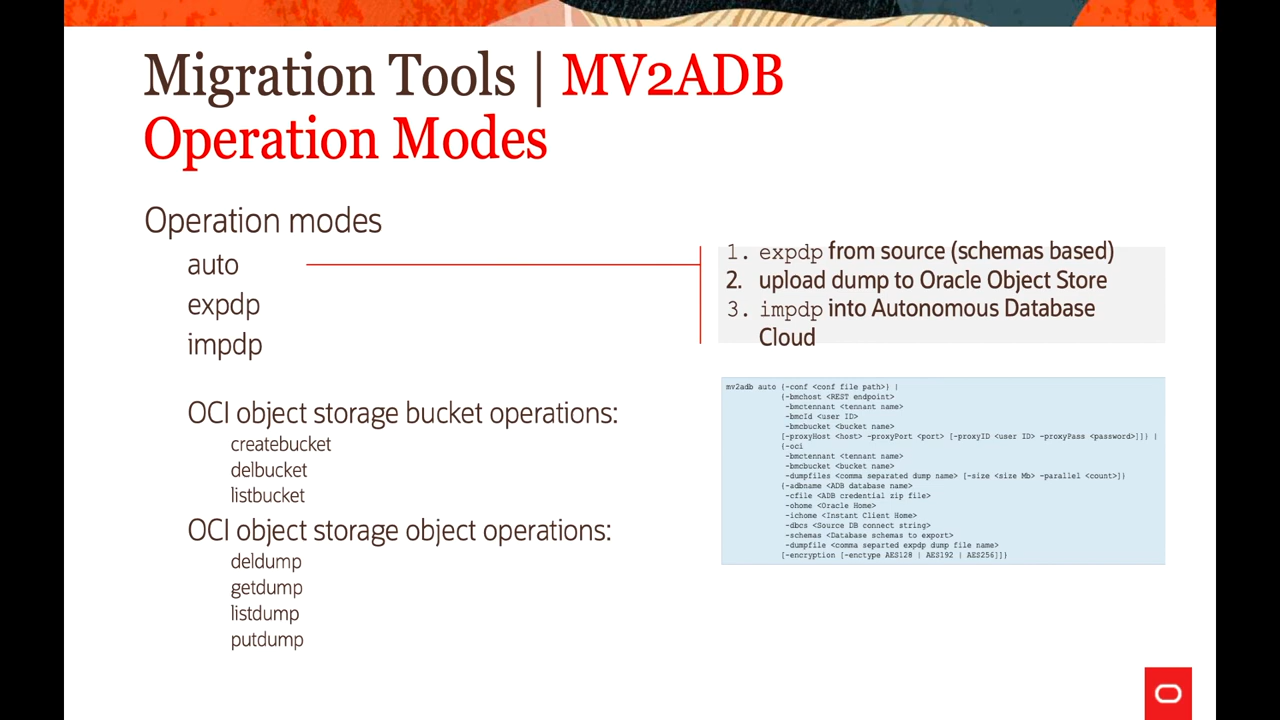 Migration Tools | MV2ADB
Operation Modes
Operation modes
auto
expdp
impdp
OCI object storage bucket operations:
createbucket
delbucket
listbucket
OCI object storage object operations:
deldump
getdump
listdump
putdump
1. expdp from source (schemas based)
2. upload dump to Oracle Object Store
3. impdp into Autonomous Database
Cloud
mv2adb auto {-conf <conf file path>} |
{-bmchost <REST endpoint>
-bmctennant <tennant name>
-bmcId <user ID>
-bmcbucket <bucket name>
[-proxyHost <host> -proxyPort <port> [-proxyID <user ID> -proxyPass <password>]]} |
{-oci
-bmctennant <tennant name>
-bmcbucket <bucket name>
-dumpfiles <comma separated dump name> [-size <size Mb> -parallel <count>]}
{-adbname <ADB database name>
-cfile <ADB credential zip file>
-ohome <Oracle Home>
-ichome <Instant Client Home>
-dbcs <Source DB connect string>
-schemas <Database schemas to export>
-dumpfile <comma separted expdp dump file name>
[-encryption [-enctype AES128 | AES192 | AES256]]}